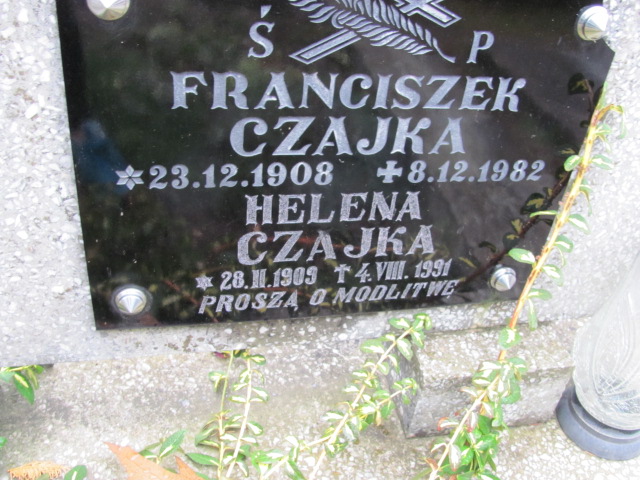 Ś P
FRANCISZEK
CZAJKA
✶23.12.1908 ✝8.12.1982
HELENA
CZAJKA
✶ 28.II.1909 ✝ 4.VIII.1991
PROSZĄ O MODLITWĘ